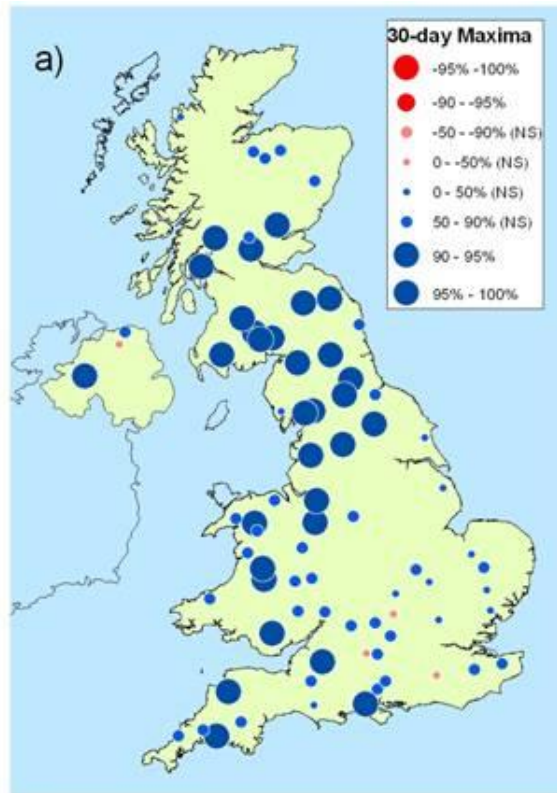 a)
30-day Maxima
-95% -100%
-90 - -95%
-50 - -90% (NS)
0 - -50% (NS)
0 - 50% (NS)
50 - 90% (NS)
90 - 95%
95% - 100%